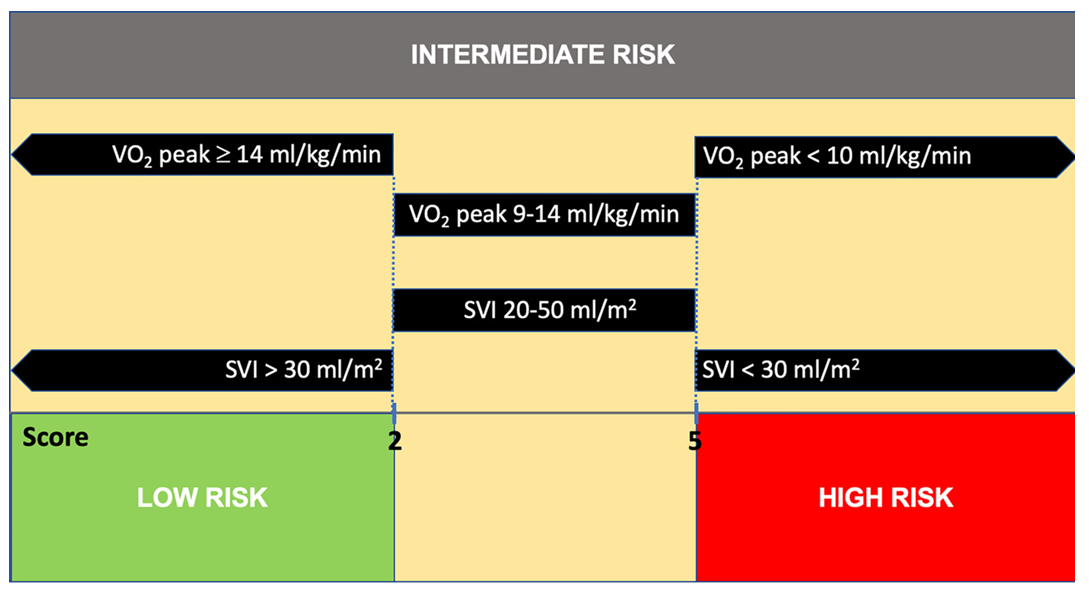 INTERMEDIATE RISK
VO₂ peak ≥ 14 ml/kg/min
VO₂ peak < 10 ml/kg/min
VO₂ peak 9-14 ml/kg/min
SVI 20-50 ml/m²
SVI > 30 ml/m²
SVI < 30 ml/m²
Score
2
5
LOW RISK
HIGH RISK